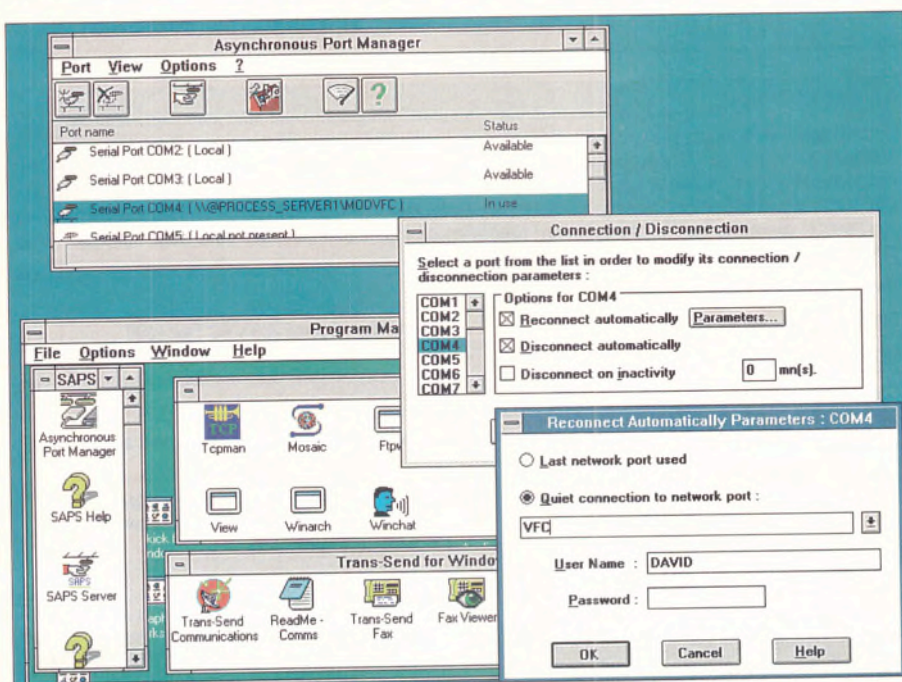 Asynchronous Port Manager
Port View Options ?
Port name Status
Serial Port COM2: ( Local ) Available
Serial Port COM3: ( Local ) Available
Serial Port COM4: ( \\@PROCESS_SERVER1\MODVFC ) In use
Serial Port COM5: ( Local not present )
Connection / Disconnection
Select a port from the list in order to modify its connection /
disconnection parameters :
COM1
COM2
COM3
COM4
COM5
COM6
COM7
Options for COM4
Reconnect automatically Parameters...
Disconnect automatically
Disconnect on inactivity 0 mn(s).
Program Ma
File Options Window Help
SAPS
Asynchronous
Port Manager
SAPS Help
SAPS
SAPS Server
TCP
Tcpman Mosaic Ftpw
View Winarch Winchat
Trans-Send for Windo
Trans-Send
Communications
ReadMe -
Comms
Trans-Send
Fax
Fax Viewer
Reconnect Automatically Parameters : COM4
Last network port used
Quiet connection to network port :
VFC
User Name : DAVID
Password :
OK Cancel Help